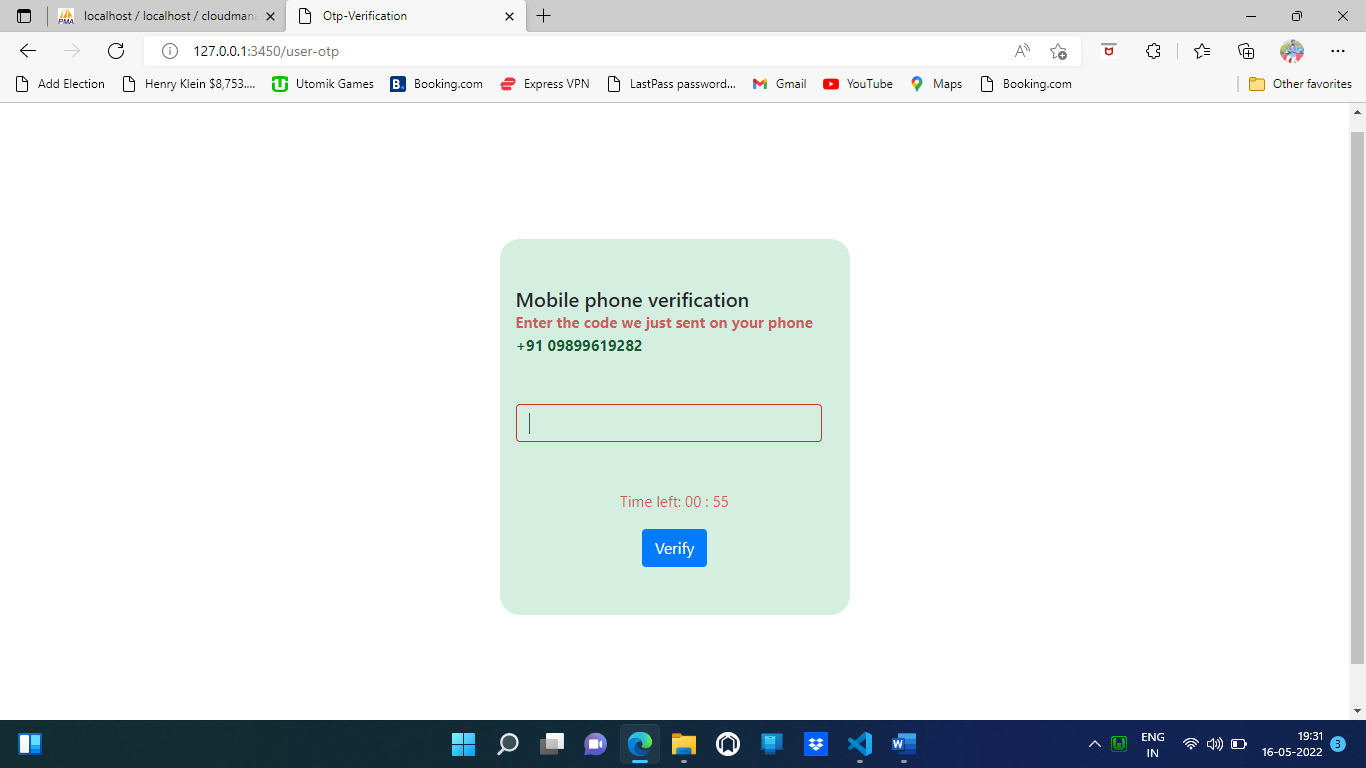 localhost / localhost / cloudman
Otp-Verification
127.0.0.1:3450/user-otp
Add Election
Henry Klein $8,753....
Utomik Games
Booking.com
Express VPN
LastPass password...
Gmail
YouTube
Maps
Booking.com
Other favorites
Mobile phone verification
Enter the code we just sent on your phone
+91 09899619282
Time left: 00 : 55
Verify
ENG
IN
19:31
16-05-2022
3